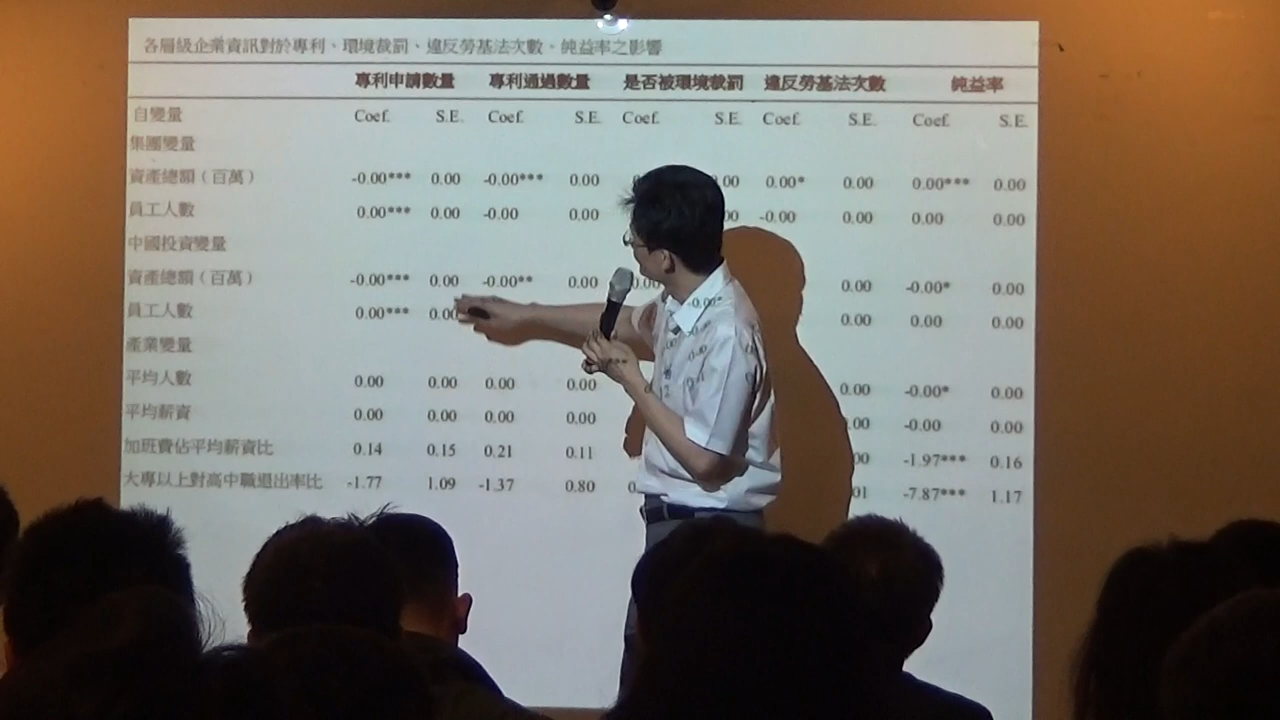 各層級企業資訊對於專利、環境裁罰、違反勞基法次數、純益率之影響
專利申請數量 專利通過數量 是否被環境裁罰 違反勞基法次數 純益率
自變量 Coef. S.E. Coef. S.E. Coef. S.E. Coef. S.E. Coef. S.E.
集團變量
資產總額（百萬） -0.00*** 0.00 -0.00*** 0.00 0.00* 0.00 0.00*** 0.00
員工人數 0.00*** 0.00 -0.00 0.00 -0.00 0.00 0.00 0.00
中國投資變量
資產總額（百萬） -0.00*** 0.00 -0.00** 0.00 0.00 -0.00* 0.00
員工人數 0.00*** 0.00 0.00 0.00 0.00
產業變量
平均人數 0.00 0.00 0.00 0.00 0.00 -0.00* 0.00
平均薪資 0.00 0.00 0.00 0.00 -0.00 0.00
加班費佔平均薪資比 0.14 0.15 0.21 0.11 -1.97*** 0.16
大專以上對高中職退出率比 -1.77 1.09 -1.37 0.80 -7.87*** 1.17